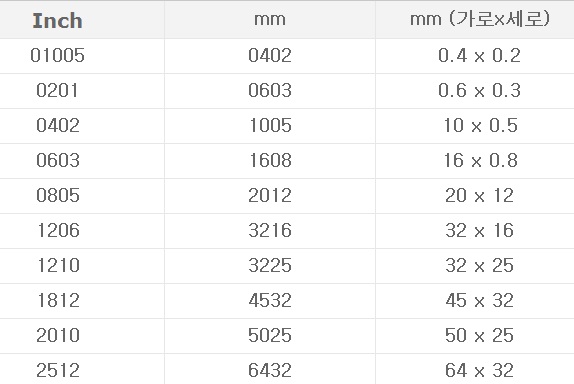 Inch mm mm (가로x세로)
01005 0402 0.4 x 0.2
0201 0603 0.6 x 0.3
0402 1005 10 x 0.5
0603 1608 16 x 0.8
0805 2012 20 x 12
1206 3216 32 x 16
1210 3225 32 x 25
1812 4532 45 x 32
2010 5025 50 x 25
2512 6432 64 x 32